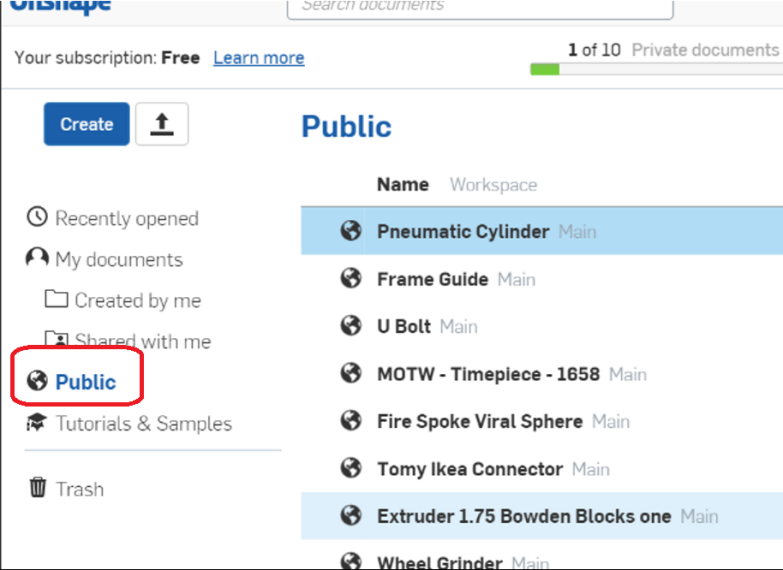 Onshape
Search documents
Your subscription: Free Learn more
1 of 10 Private documents
Create
Public
Name Workspace
Recently opened
My documents
Created by me
Shared with me
Public
Tutorials & Samples
Trash
Pneumatic Cylinder Main
Frame Guide Main
U Bolt Main
MOTW - Timepiece - 1658 Main
Fire Spoke Viral Sphere Main
Tomy Ikea Connector Main
Extruder 1.75 Bowden Blocks one Main
Wheel Grinder Main